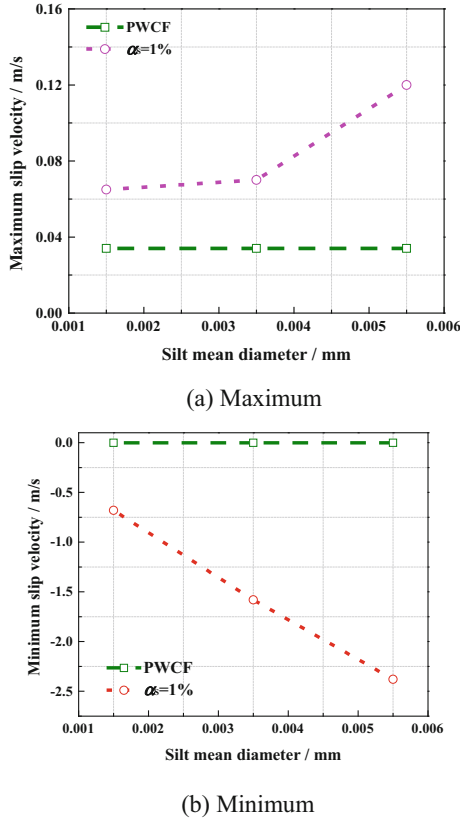 PWCF
αs=1%
0.16
0.12
0.08
0.04
0.00
Maximum slip velocity / m/s
0.001 0.002 0.003 0.004 0.005 0.006
Silt mean diameter / mm
(a) Maximum
0.0
-0.5
-1.0
-1.5
-2.0
-2.5
Minimum slip velocity / m/s
PWCF
αs=1%
0.001 0.002 0.003 0.004 0.005 0.006
Silt mean diameter / mm
(b) Minimum